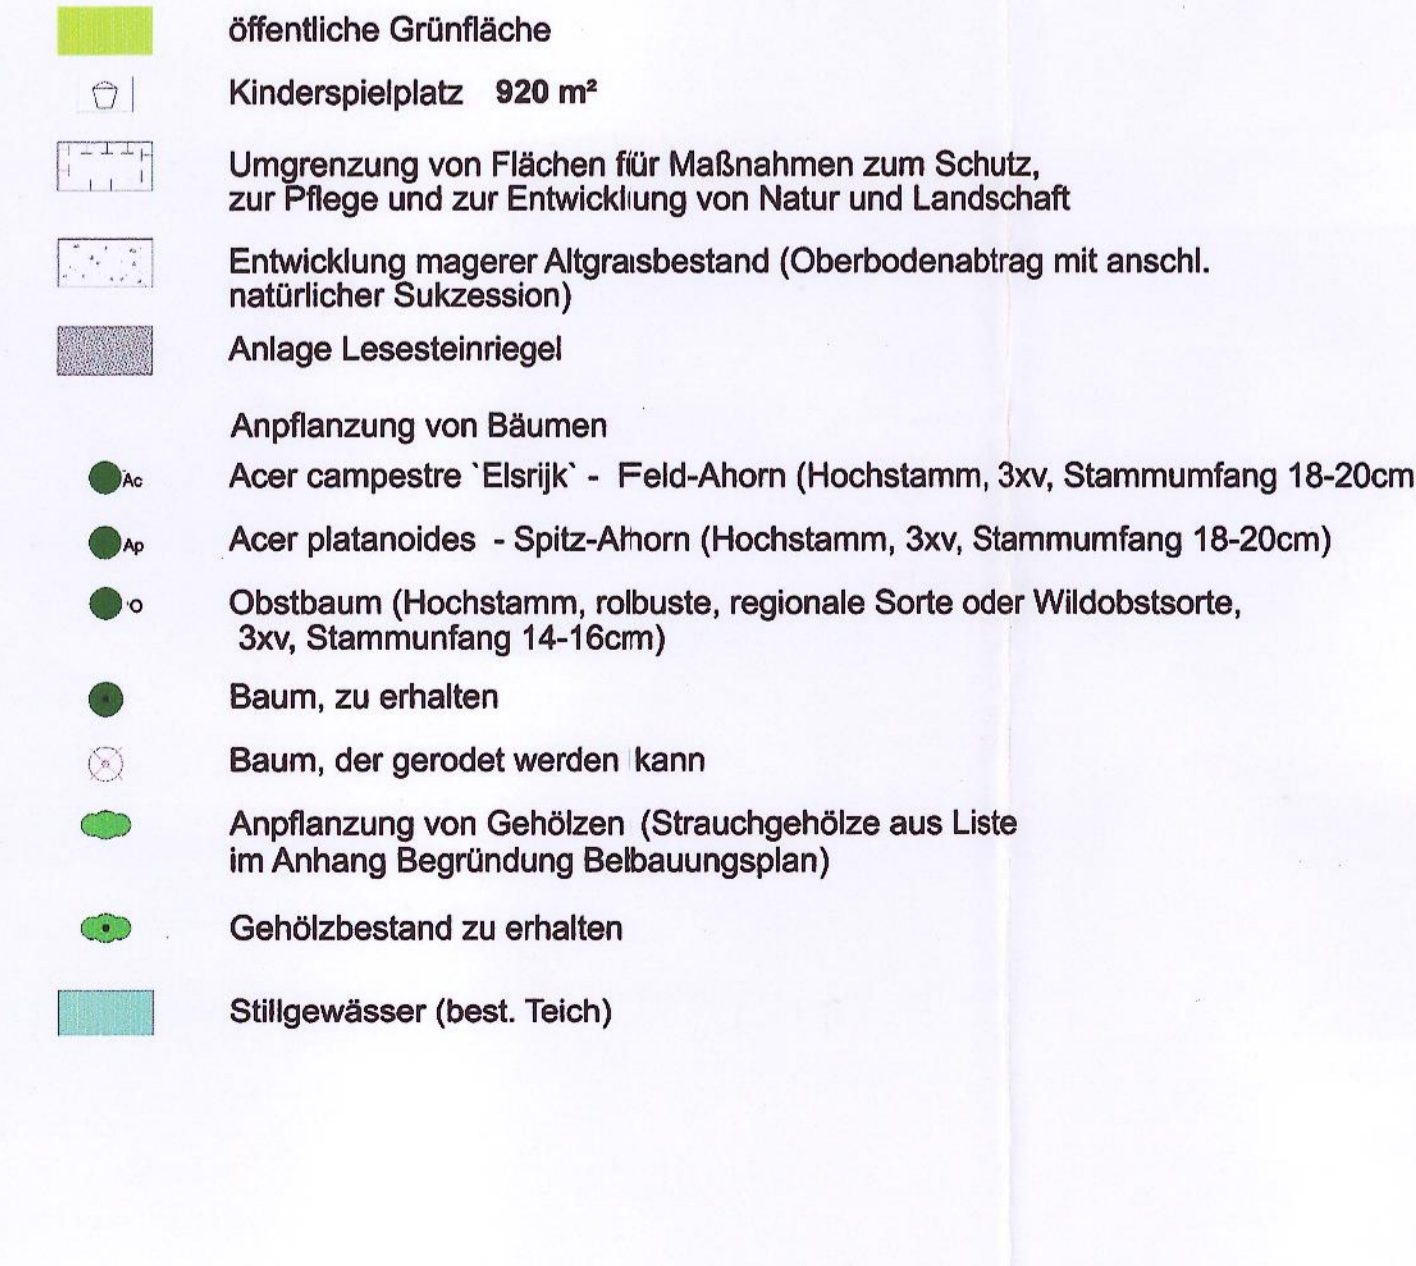 öffentliche Grünfläche
Kinderspielplatz 920 m²
Umgrenzung von Flächen für Maßnahmen zum Schutz,
zur Pflege und zur Entwicklung von Natur und Landschaft
Entwicklung magerer Altgrasbestand (Oberbodenabtrag mit anschl.
natürlicher Sukzession)
Anlage Lesesteinriegel
Anpflanzung von Bäumen
Ac Acer campestre `Elsrijk` - Feld-Ahorn (Hochstamm, 3xv, Stammumfang 18-20cm
Ap Acer platanoides - Spitz-Ahorn (Hochstamm, 3xv, Stammumfang 18-20cm)
O Obstbaum (Hochstamm, robuste, regionale Sorte oder Wildobstsorte,
3xv, Stammunfang 14-16cm)
Baum, zu erhalten
Baum, der gerodet werden kann
Anpflanzung von Gehölzen (Strauchgehölze aus Liste
im Anhang Begründung Bebauungsplan)
Gehölzbestand zu erhalten
Stillgewässer (best. Teich)